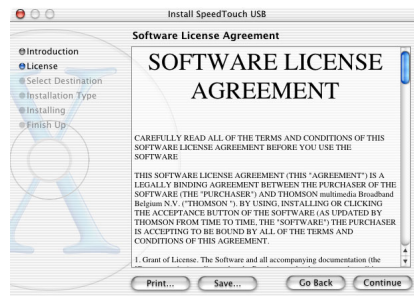 Install SpeedTouch USB
Software License Agreement
Introduction
License
Select Destination
Installation Type
Installing
Finish Up
SOFTWARE LICENSE
AGREEMENT
CAREFULLY READ ALL OF THE TERMS AND CONDITIONS OF THIS
SOFTWARE LICENSE AGREEMENT BEFORE YOU USE THE
SOFTWARE
THIS SOFTWARE LICENSE AGREEMENT (THIS "AGREEMENT") IS A
LEGALLY BINDING AGREEMENT BETWEEN THE PURCHASER OF THE
SOFTWARE (THE "PURCHASER") AND THOMSON multimedia Broadband
Belgium N.V. ("THOMSON "). BY USING, INSTALLING OR CLICKING
THE ACCEPTANCE BUTTON OF THE SOFTWARE (AS UPDATED BY
THOMSON FROM TIME TO TIME, THE "SOFTWARE") THE PURCHASER
IS ACCEPTING TO BE BOUND BY ALL OF THE TERMS AND
CONDITIONS OF THIS AGREEMENT.
1. Grant of License. The Software and all accompanying documentation (the
Print...
Save...
Go Back
Continue